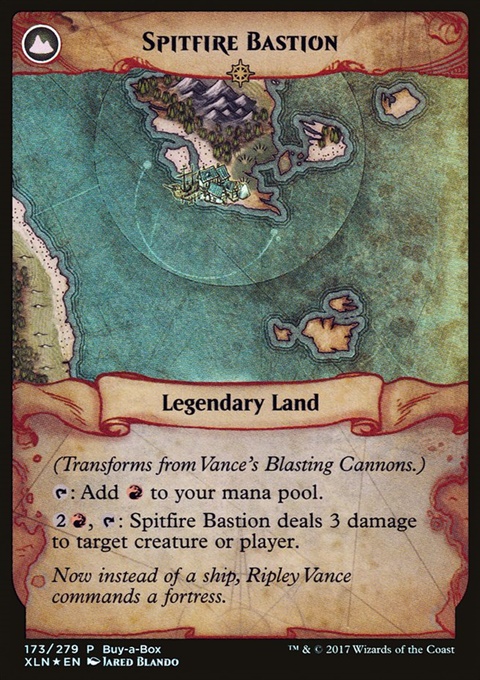 Spitfire Bastion
Legendary Land
(Transforms from Vance's Blasting Cannons.)
: Add to your mana pool.
2 , : Spitfire Bastion deals 3 damage
to target creature or player.
Now instead of a ship, Ripley Vance
commands a fortress.
173/279 P Buy-a-Box
XLN★EN Jared Blando
™ & © 2017 Wizards of the Coast